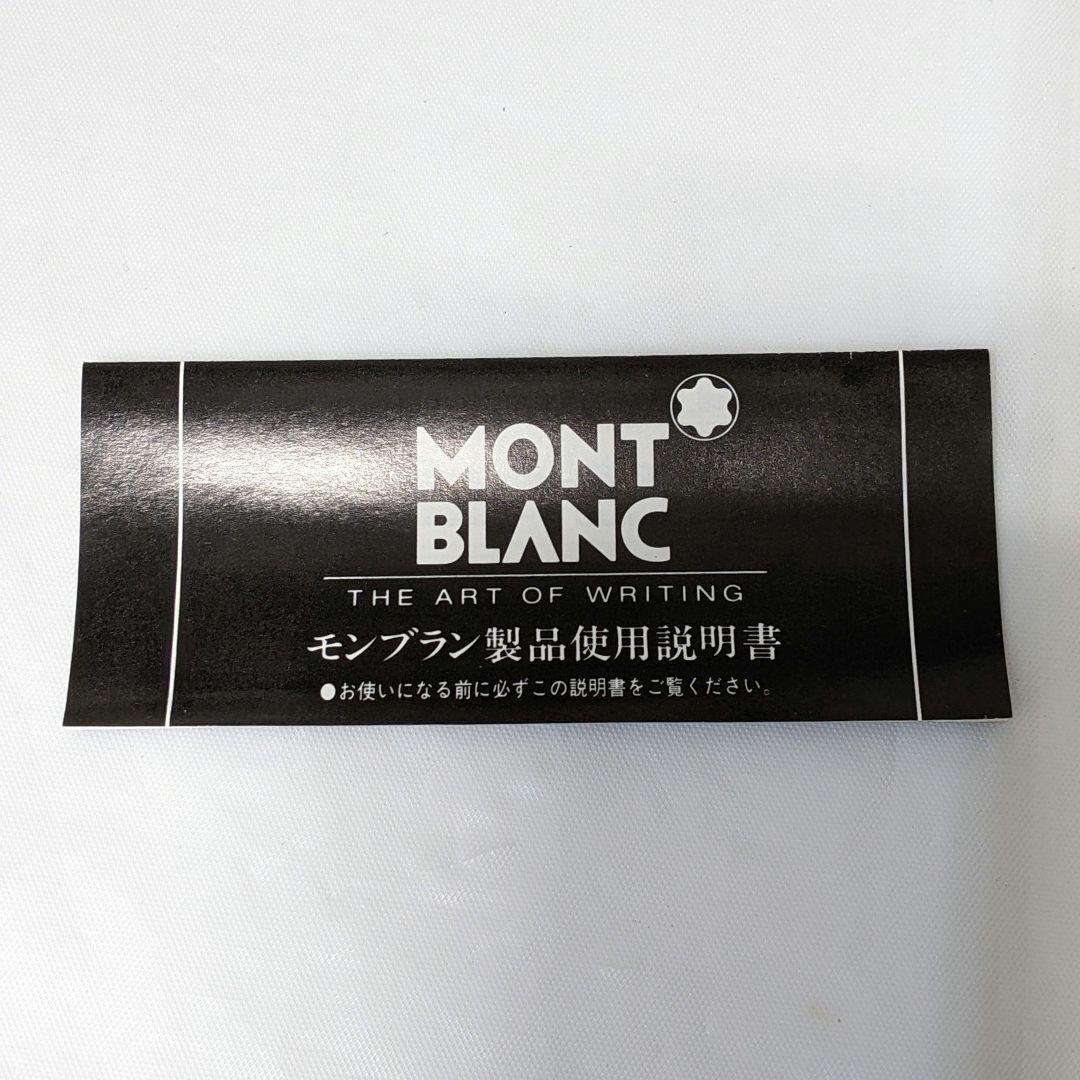 MONT
BLANC
THE ART OF WRITING
モンブラン製品使用説明書
●お使いになる前に必ずこの説明書をご覧ください。